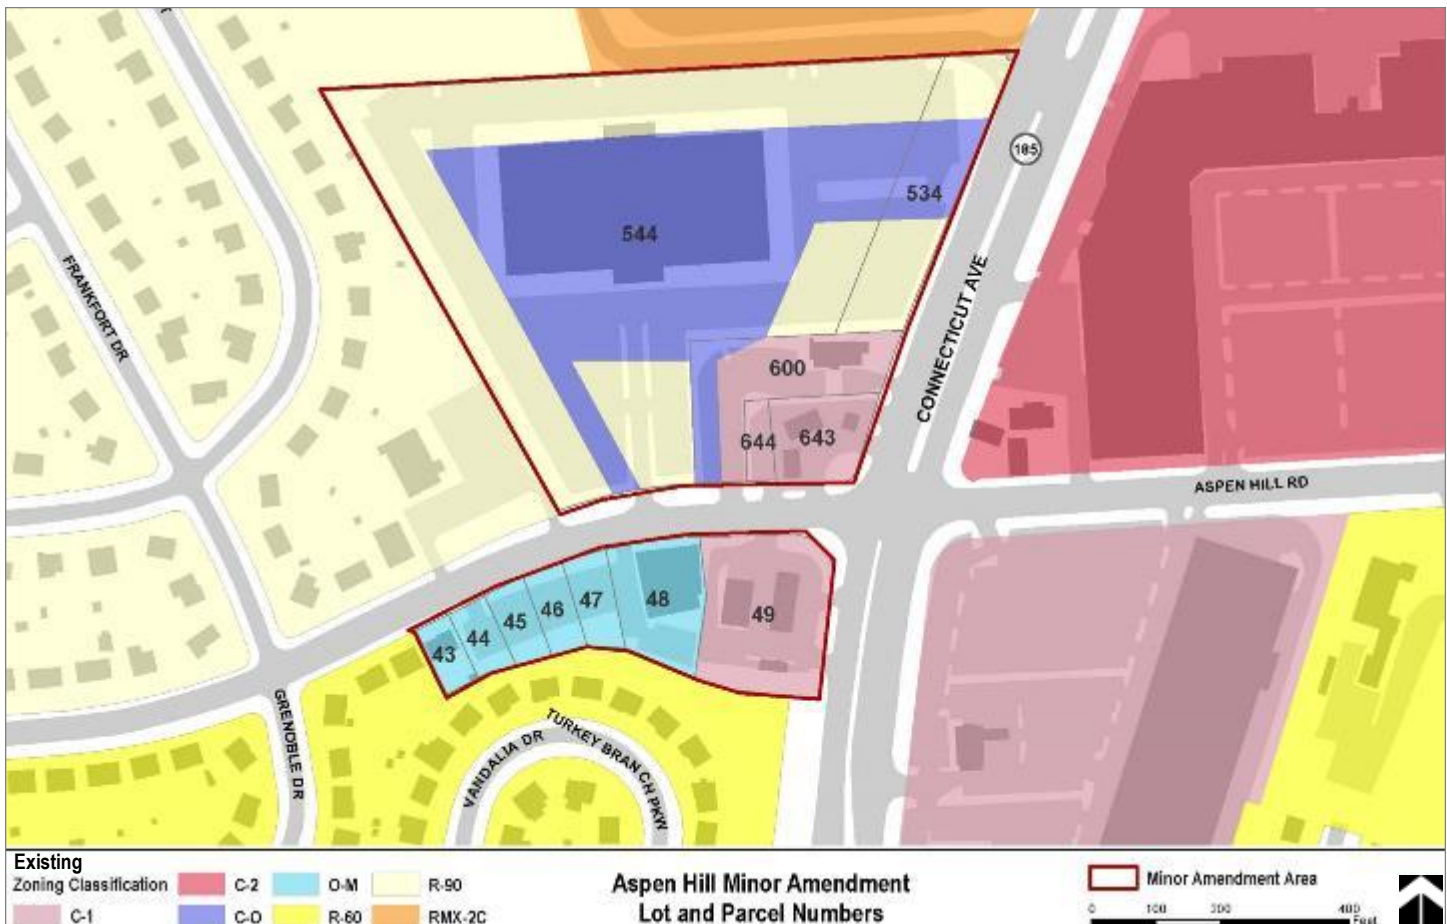 185
534
544
FRANKFORT DR
CONNECTICUT AVE
600
644
643
ASPEN HILL RD
43
44
45
46
47
48
49
GRENOBLE DR
VANDALIA DR
TURKEY BRAN CH PKW
Existing
Zoning Classification
C-2
O-M
R-90
C-1
C-O
R-60
RMX-2C
Aspen Hill Minor Amendment
Lot and Parcel Numbers
Minor Amendment Area
0
100
400
Feet